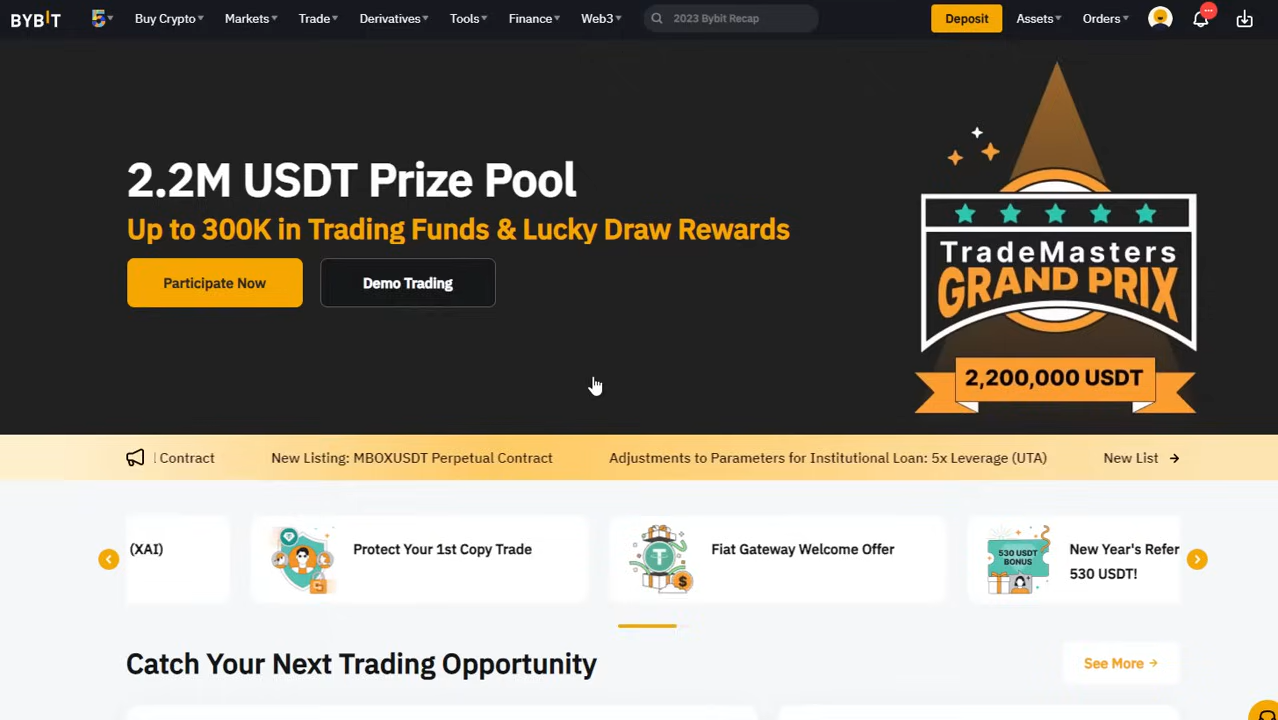 BYBIT
Buy Crypto
Markets
Trade
Derivatives
Tools
Finance
Web3
2023 Bybit Recap
Deposit
Assets
Orders
2.2M USDT Prize Pool
Up to 300K in Trading Funds & Lucky Draw Rewards
Participate Now
Demo Trading
TradeMasters
GRAND PRIX
2,200,000 USDT
l Contract
New Listing: MBOXUSDT Perpetual Contract
Adjustments to Parameters for Institutional Loan: 5x Leverage (UTA)
New List
(XAI)
Protect Your 1st Copy Trade
Fiat Gateway Welcome Offer
530 USDT
BONUS
New Year's Refer
530 USDT!
Catch Your Next Trading Opportunity
See More